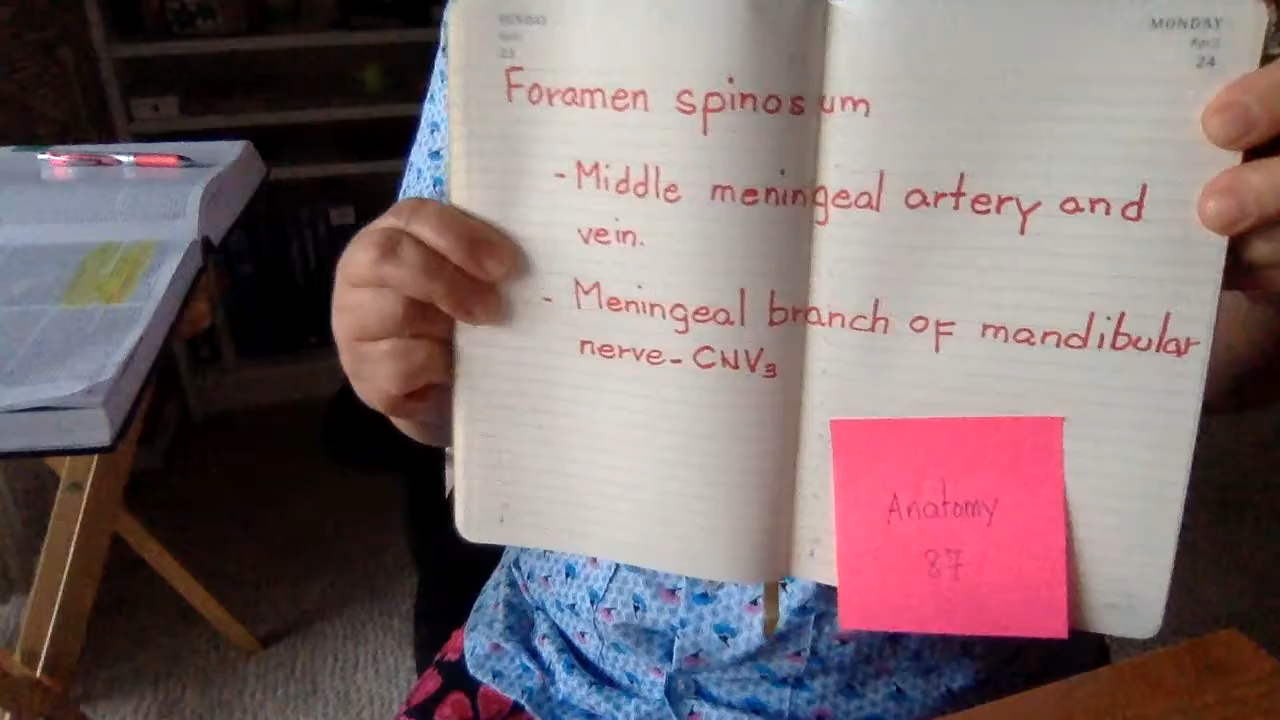 SUNDAY
April
23
MONDAY
April
24
Foramen spinosum
- Middle meningeal artery and
vein.
- Meningeal branch of mandibular
nerve- CNV₃
Anatomy
87